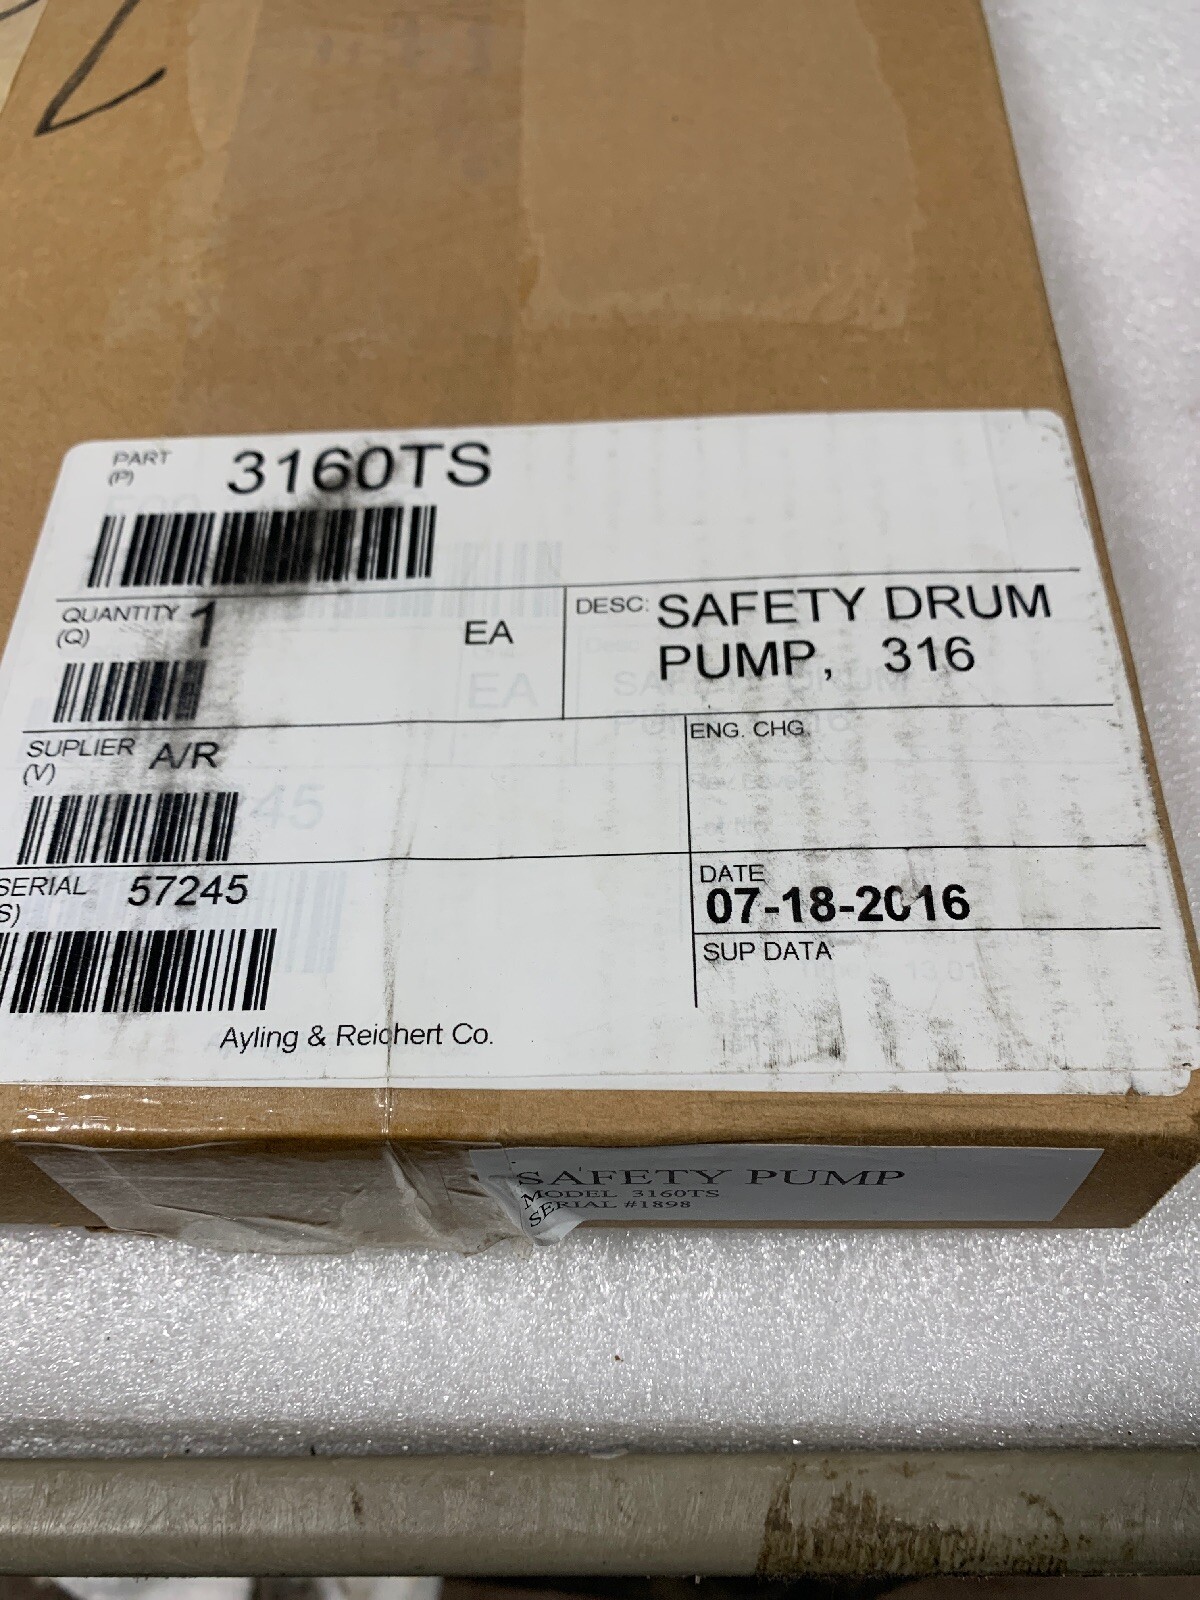 PART 3160TS
(P)
QUANTITY 1 EA
(Q)
DESC: SAFETY DRUM
PUMP, 316
SUPLIER A/R
(V)
ENG. CHG.
SERIAL 57245
S)
DATE
07-18-2016
SUP DATA
Ayling & Reichert Co.
SAFETY PUMP
MODEL 3160TS
SERIAL #1898